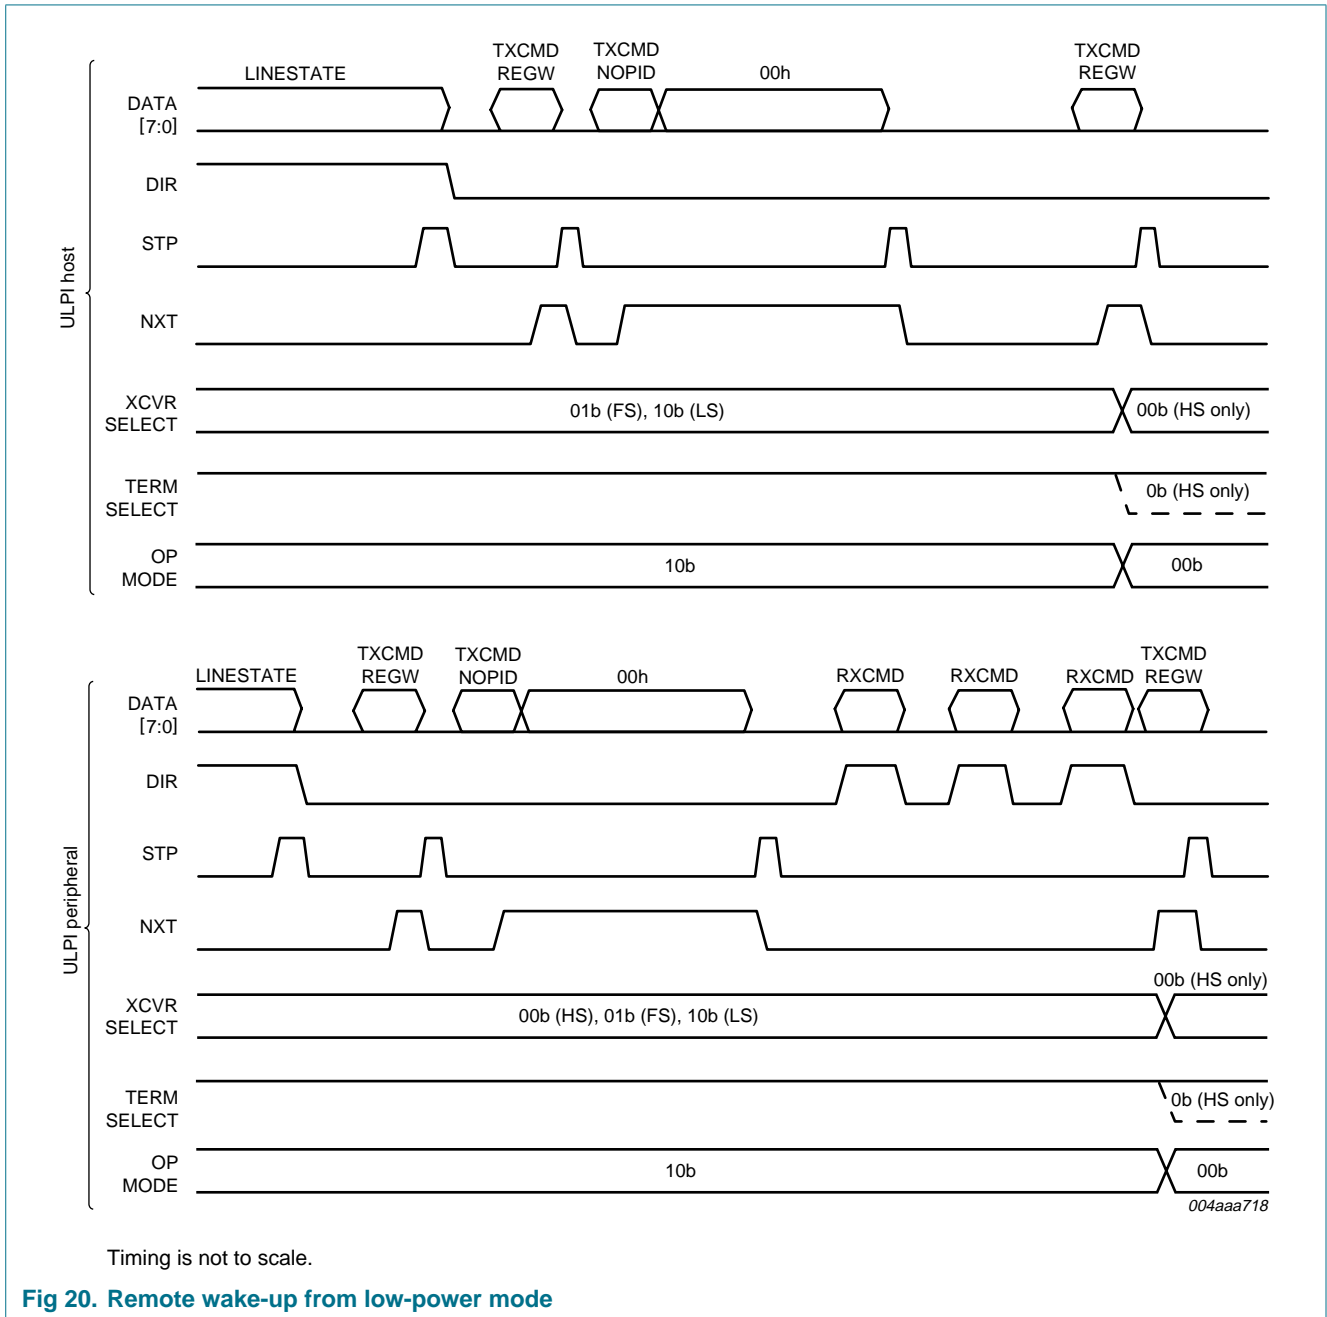 ULPI host
TXCMD
REGW
TXCMD
NOPID
TXCMD
REGW
LINESTATE
00h
DATA
[7:0]
DIR
STP
NXT
XCVR
SELECT
01b (FS), 10b (LS)
00b (HS only)
TERM
SELECT
0b (HS only)
OP
MODE
10b
00b
ULPI peripheral
TXCMD
REGW
TXCMD
NOPID
TXCMD
REGW
LINESTATE
00h
RXCMD
RXCMD
RXCMD
DATA
[7:0]
DIR
STP
NXT
00b (HS only)
XCVR
SELECT
00b (HS), 01b (FS), 10b (LS)
TERM
SELECT
0b (HS only)
OP
MODE
10b
00b
004aaa718
Timing is not to scale.
Fig 20. Remote wake-up from low-power mode